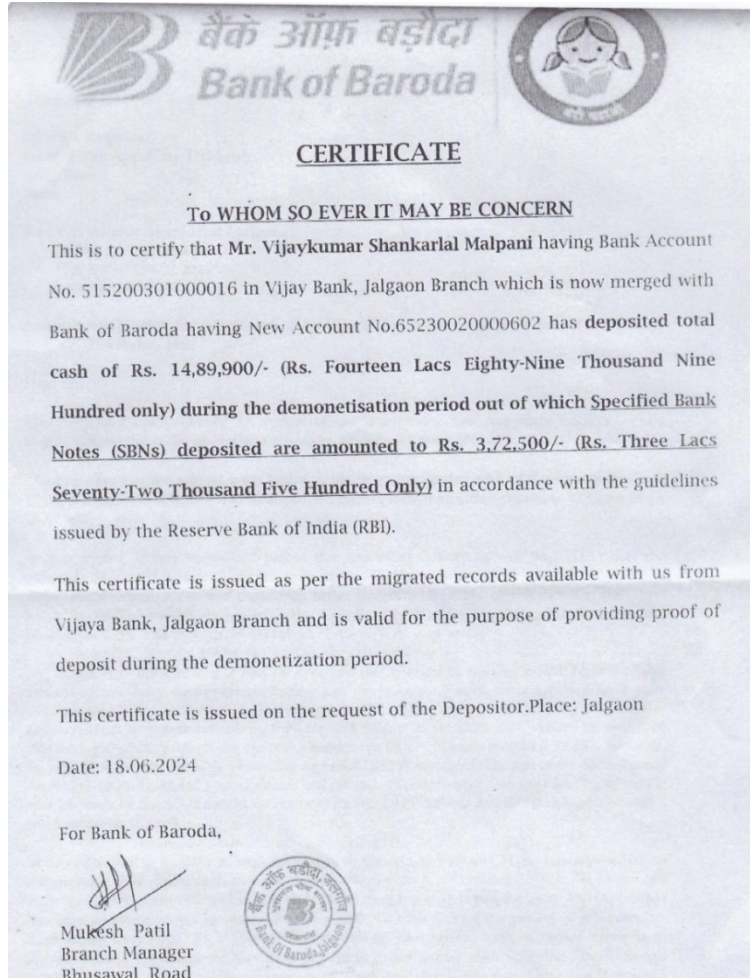 बैंक ऑफ़ बड़ौदा
Bank of Baroda
CERTIFICATE
To WHOM SO EVER IT MAY BE CONCERN
This is to certify that Mr. Vijaykumar Shankarlal Malpani having Bank Account
No. 515200301000016 in Vijay Bank, Jalgaon Branch which is now merged with
Bank of Baroda having New Account No.65230020000602 has deposited total
cash of Rs. 14,89,900/- (Rs. Fourteen Lacs Eighty-Nine Thousand Nine
Hundred only) during the demonetisation period out of which Specified Bank
Notes (SBNs) deposited are amounted to Rs. 3,72,500/- (Rs. Three Lacs
Seventy-Two Thousand Five Hundred Only) in accordance with the guidelines
issued by the Reserve Bank of India (RBI).
This certificate is issued as per the migrated records available with us from
Vijaya Bank, Jalgaon Branch and is valid for the purpose of providing proof of
deposit during the demonetization period.
This certificate is issued on the request of the Depositor.Place: Jalgaon
Date: 18.06.2024
For Bank of Baroda,
बैंक ऑफ बडौदा, जलगाँव
Bank Of Baroda, Jalgaon
Mukesh Patil
Branch Manager
Bhusawal Road